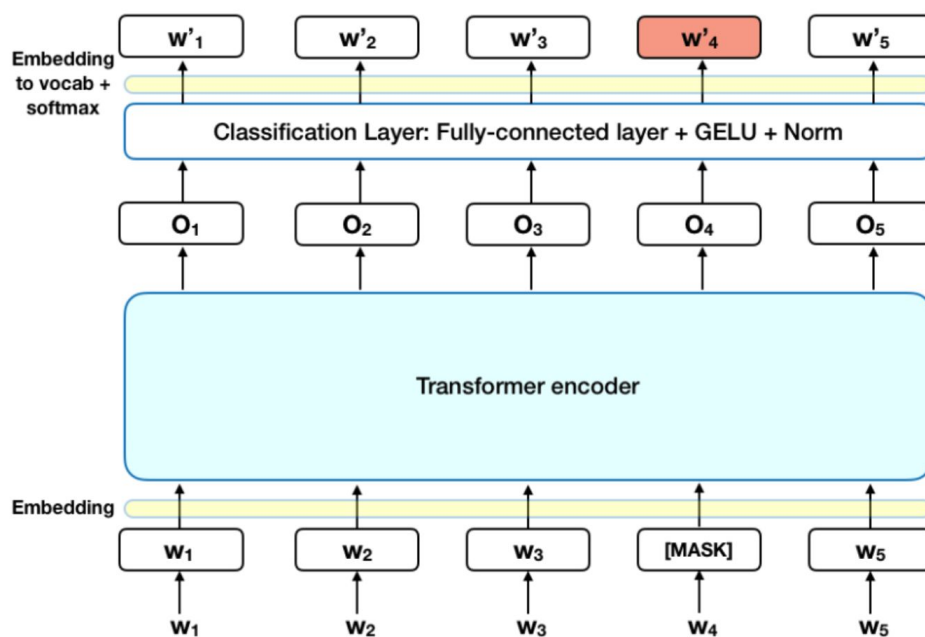 w'₁ w'₂ w'₃ w'₄ w'₅
Embedding
to vocab +
softmax
Classification Layer: Fully-connected layer + GELU + Norm
O₁ O₂ O₃ O₄ O₅
Transformer encoder
Embedding
w₁ w₂ w₃ [MASK] w₅
w₁ w₂ w₃ w₄ w₅